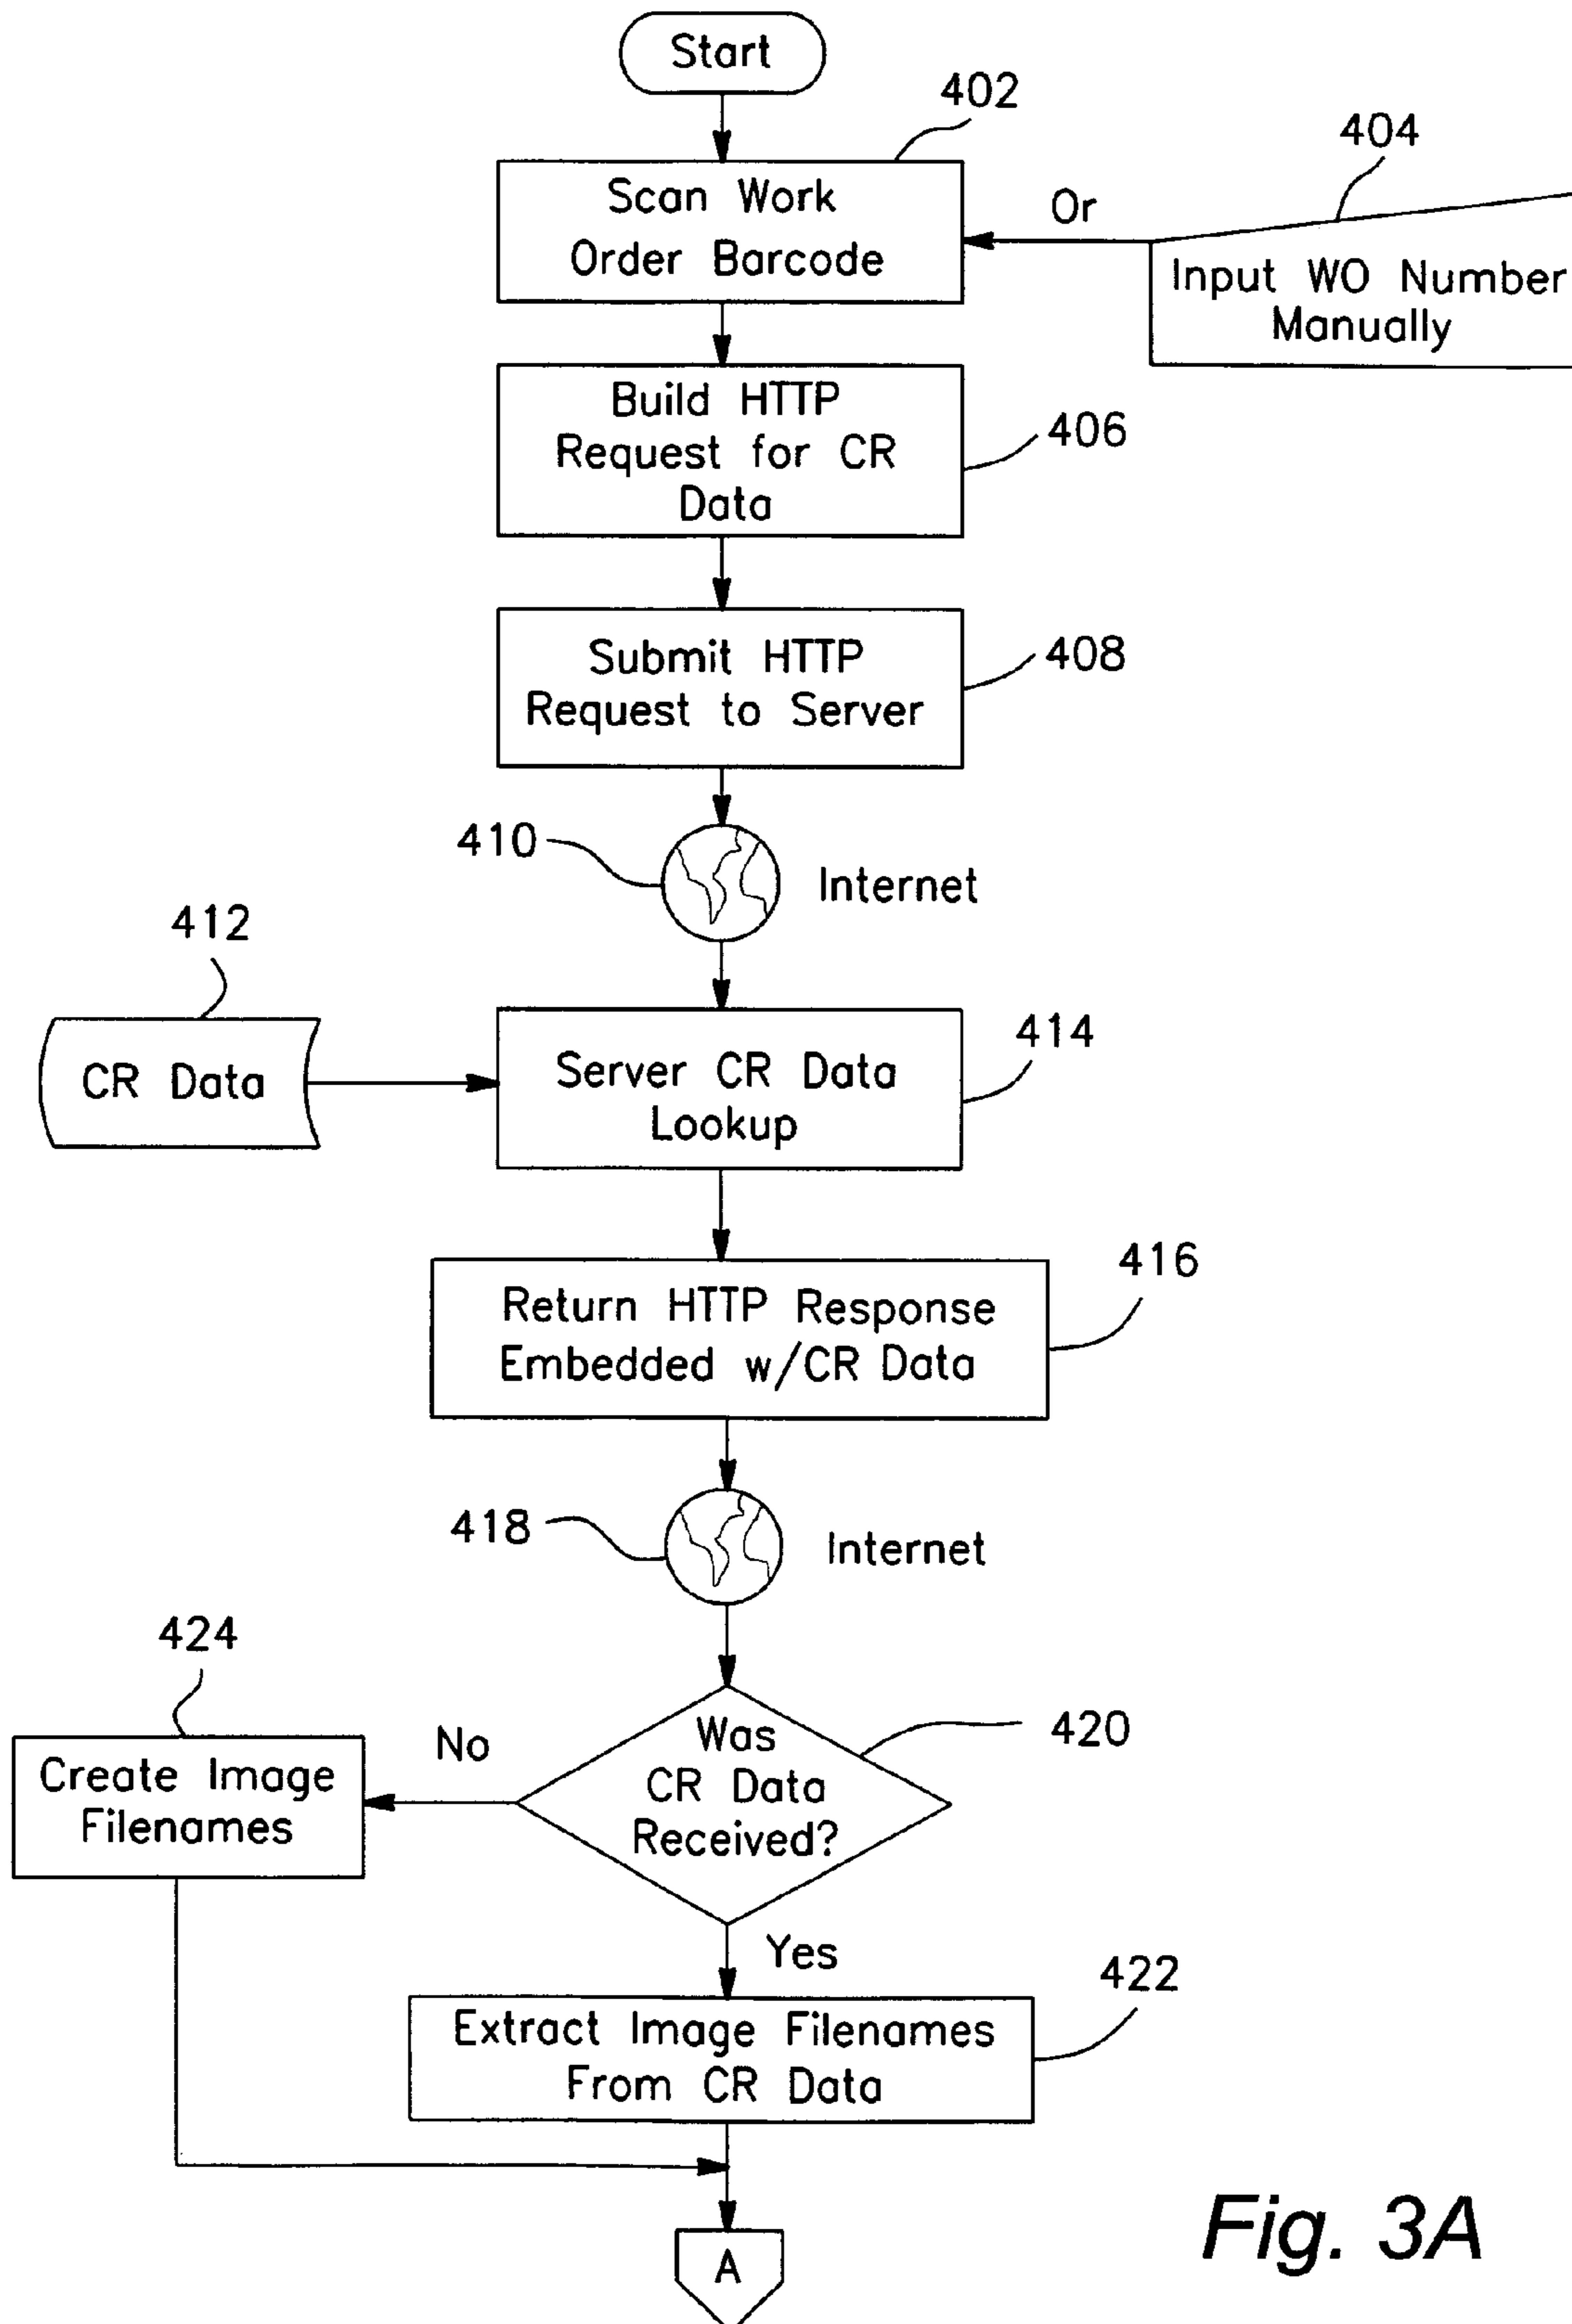 Start
402
404
Scan Work
Order Barcode
Or
Input WO Number
Manually
Build HTTP
Request for CR
Data
406
Submit HTTP
Request to Server
408
410
Internet
412
CR Data
Server CR Data
Lookup
414
Return HTTP Response
Embedded w/CR Data
416
418
Internet
424
Create Image
Filenames
No
Was
CR Data
Received?
420
Yes
Extract Image Filenames
From CR Data
422
A
Fig. 3A